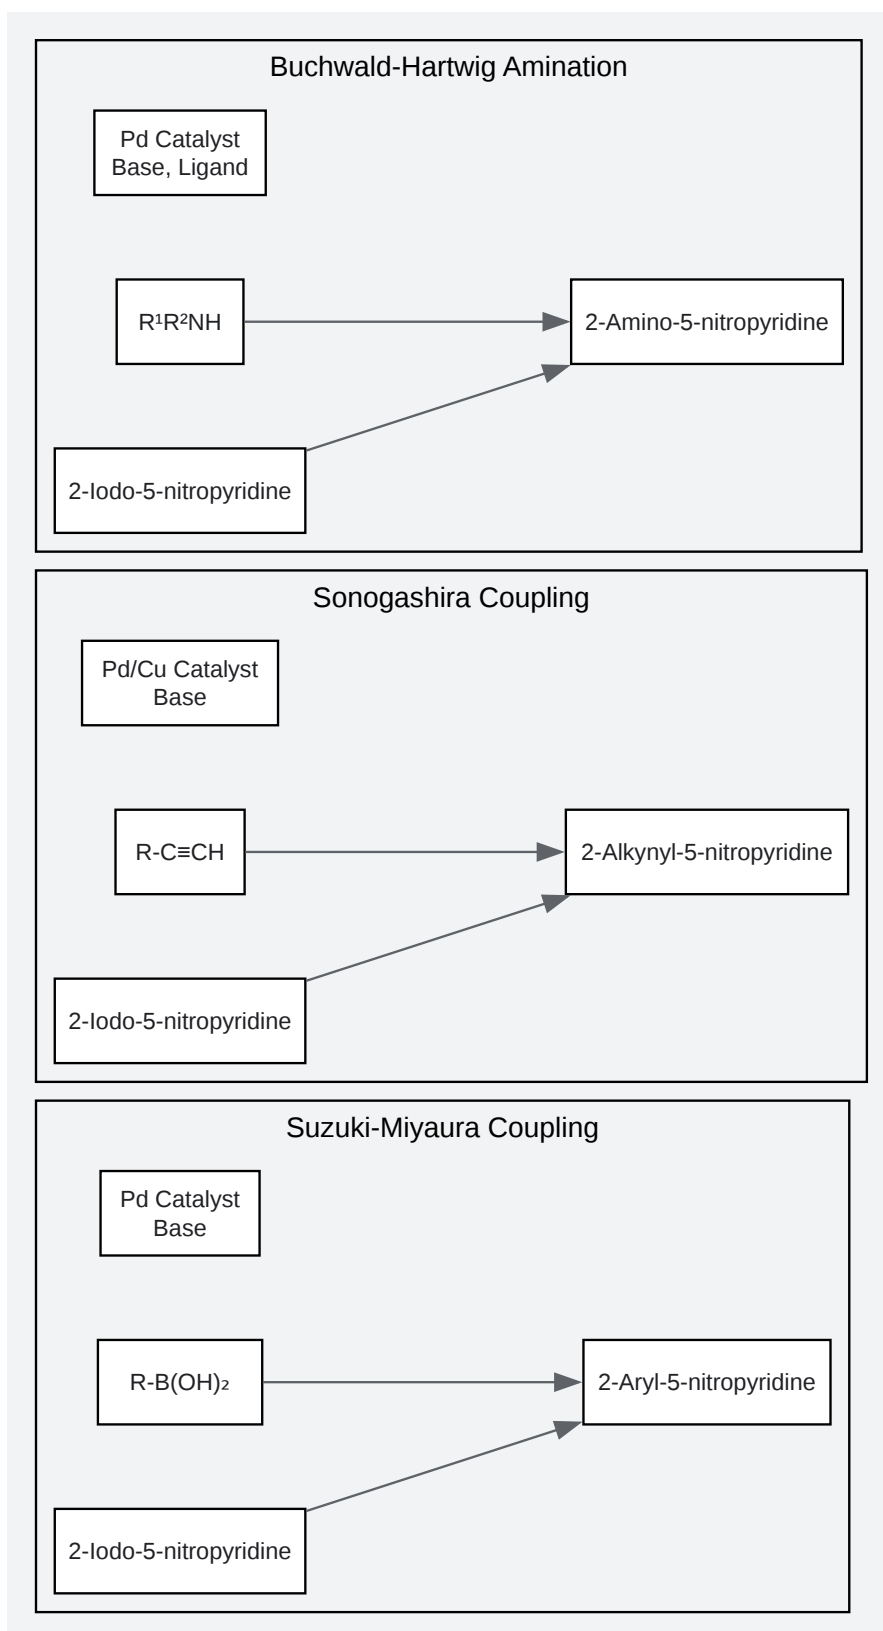 Buchwald-Hartwig Amination
Pd Catalyst
Base, Ligand
R¹R²NH
2-Amino-5-nitropyridine
2-Iodo-5-nitropyridine
Sonogashira Coupling
Pd/Cu Catalyst
Base
R-C≡CH
2-Alkynyl-5-nitropyridine
2-Iodo-5-nitropyridine
Suzuki-Miyaura Coupling
Pd Catalyst
Base
R-B(OH)₂
2-Aryl-5-nitropyridine
2-Iodo-5-nitropyridine